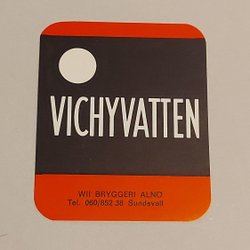 VICHYVATTEN
WII BRYGGERI ALNÖ
Tel. 060/852 38 Sundsvall